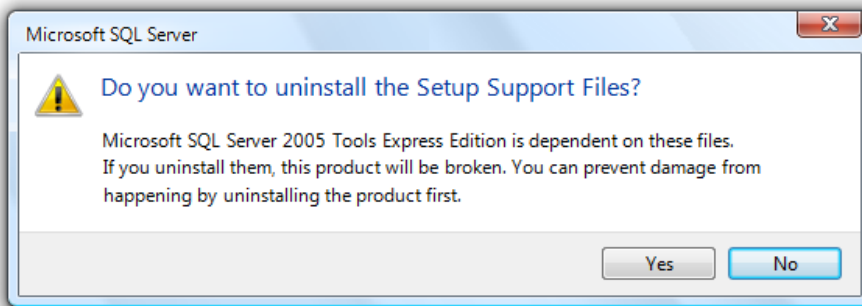 Microsoft SQL Server
Do you want to uninstall the Setup Support Files?
Microsoft SQL Server 2005 Tools Express Edition is dependent on these files.
If you uninstall them, this product will be broken. You can prevent damage from
happening by uninstalling the product first.
Yes No